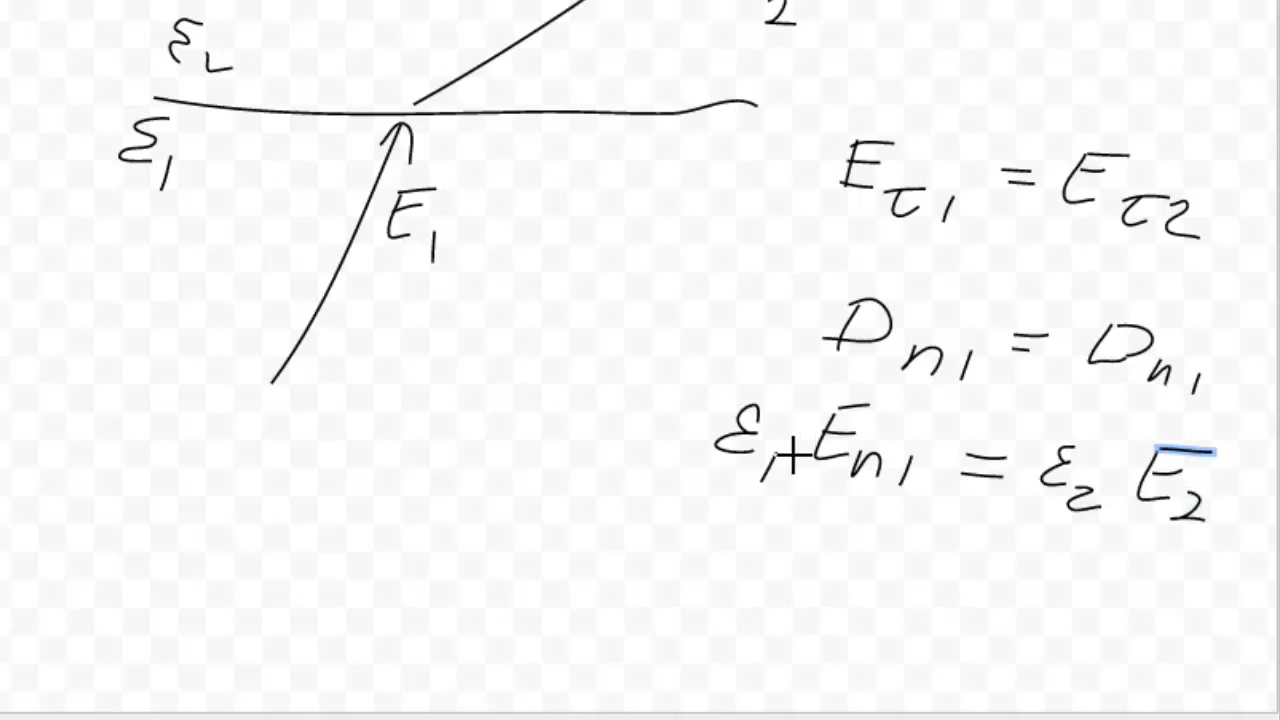 2
ε₂
ε₁
E₁
E_τ1 = E_τ2
D_n1 = D_n1
ε₁ E_n1 = ε₂ E₂